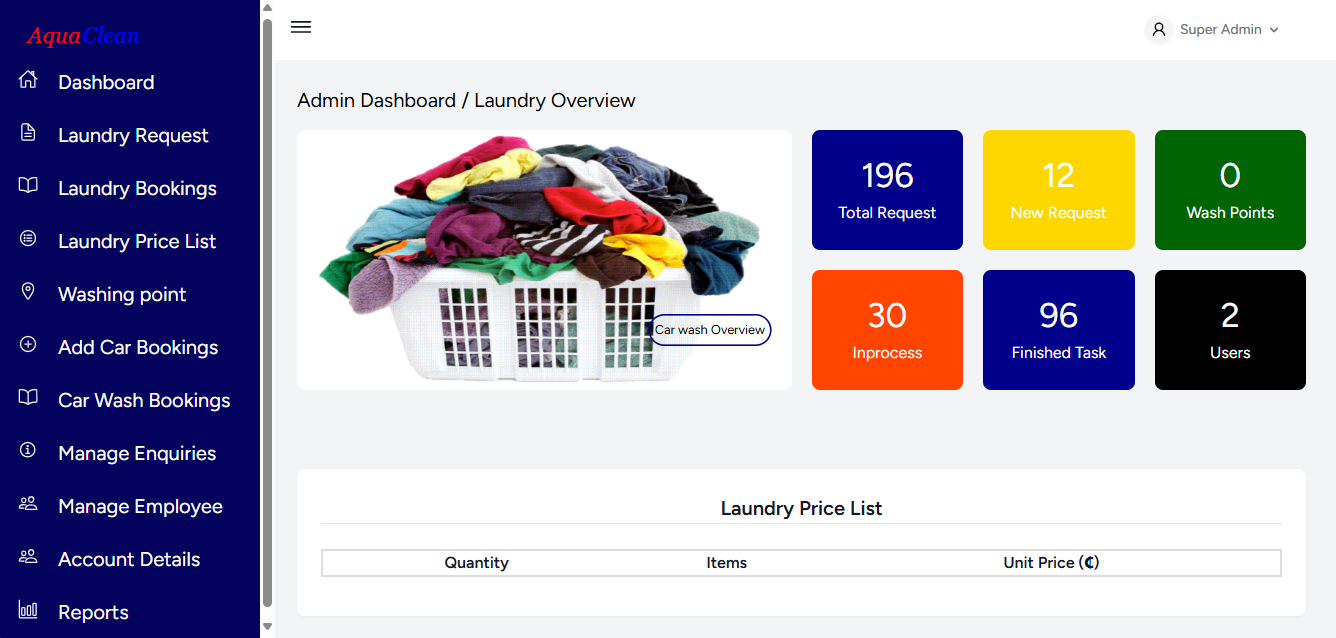 AquaClean
Dashboard
Laundry Request
Laundry Bookings
Laundry Price List
Washing point
Add Car Bookings
Car Wash Bookings
Manage Enquiries
Manage Employee
Account Details
Reports
Super Admin
Admin Dashboard / Laundry Overview
Car wash Overview
196
Total Request
12
New Request
0
Wash Points
30
Inprocess
96
Finished Task
2
Users
Laundry Price List
Quantity Items Unit Price (₵)